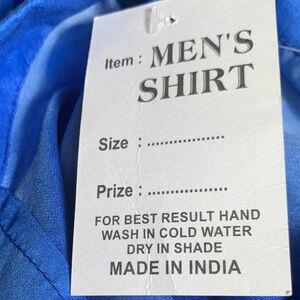 Item : MEN'S
SHIRT
Size : .................
Prize : .................
FOR BEST RESULT HAND
WASH IN COLD WATER
DRY IN SHADE
MADE IN INDIA